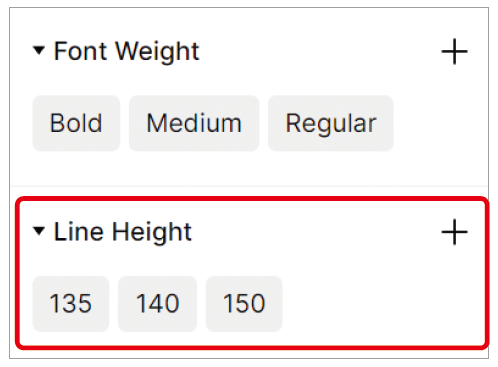 Font Weight
Bold Medium Regular
Line Height
135 140 150